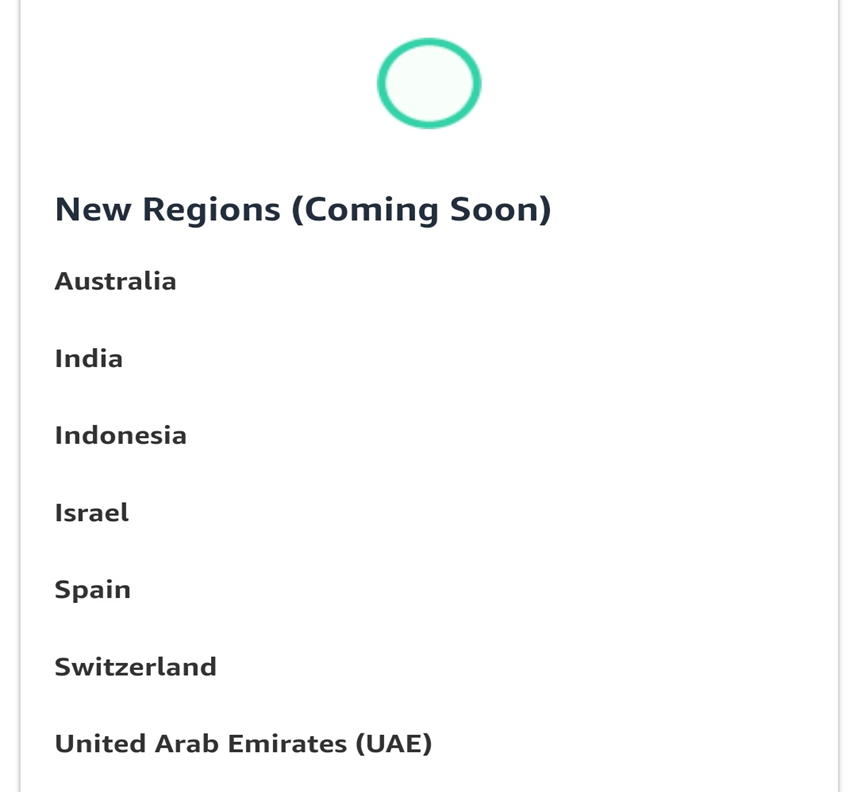 New Regions (Coming Soon)
Australia
India
Indonesia
Israel
Spain
Switzerland
United Arab Emirates (UAE)